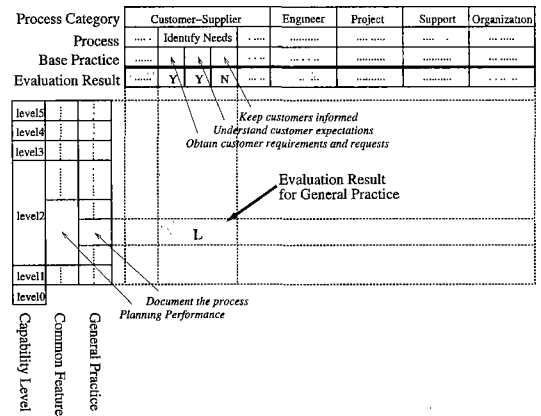 Process Category Customer–Supplier Engineer Project Support Organization
Process Identify Needs
Base Practice
Evaluation Result Y Y N
Keep customers informed
Understand customer expectations
Obtain customer requirements and requests
level5
level4
level3
level2
level1
level0
Evaluation Result
for General Practice
L
Document the process
Planning Performance
Capability Level
Common Feature
General Practice